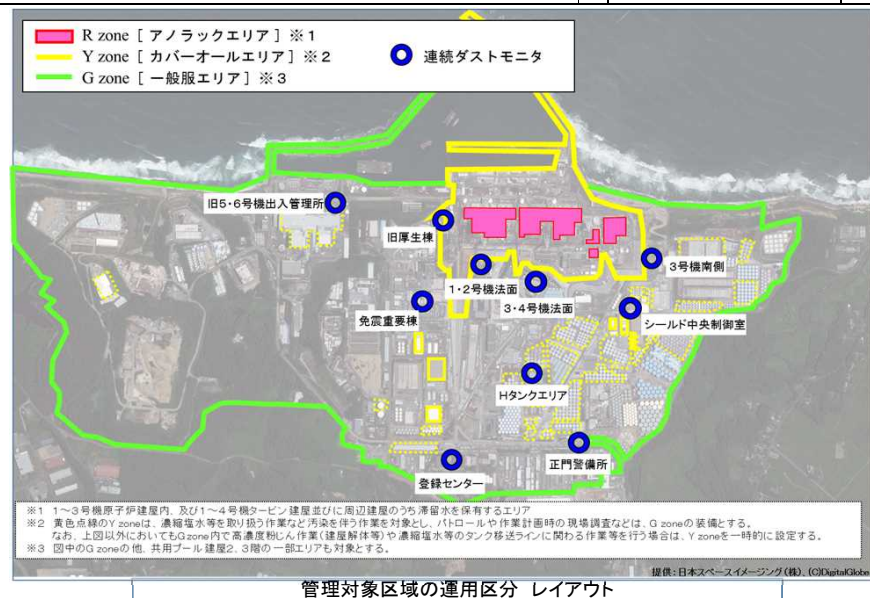 R zone [ アノラックエリア ] ※1
Y zone [ カバーオールエリア ] ※2
G zone [ 一般服エリア ] ※3
連続ダストモニタ
旧5・6号機出入管理所
旧厚生棟
3号機南側
1・2号機法面
3・4号機法面
免震重要棟
シールド中央制御室
Hタンクエリア
正門警備所
登録センター
※1 1～3号機原子炉建屋内、及び1～4号機タービン建屋並びに周辺建屋のうち滞留水を保有するエリア
※2 黄色点線のY zoneは、濃縮塩水等を取り扱う作業など汚染を伴う作業を対象とし、パトロールや作業計画時の現場調査などは、G zoneの装備とする。
なお、上図以外においてもG zone内で高濃度粉じん作業(建屋解体等)や濃縮塩水等のタンク移送ラインに関わる作業等を行う場合は、Y zoneを一時的に設定する。
※3 図中のG zoneの他、共用プール建屋2、3階の一部エリアも対象とする。
提供：日本スペースイメージング(株)、(C)DigitalGlobe
管理対象区域の運用区分 レイアウト